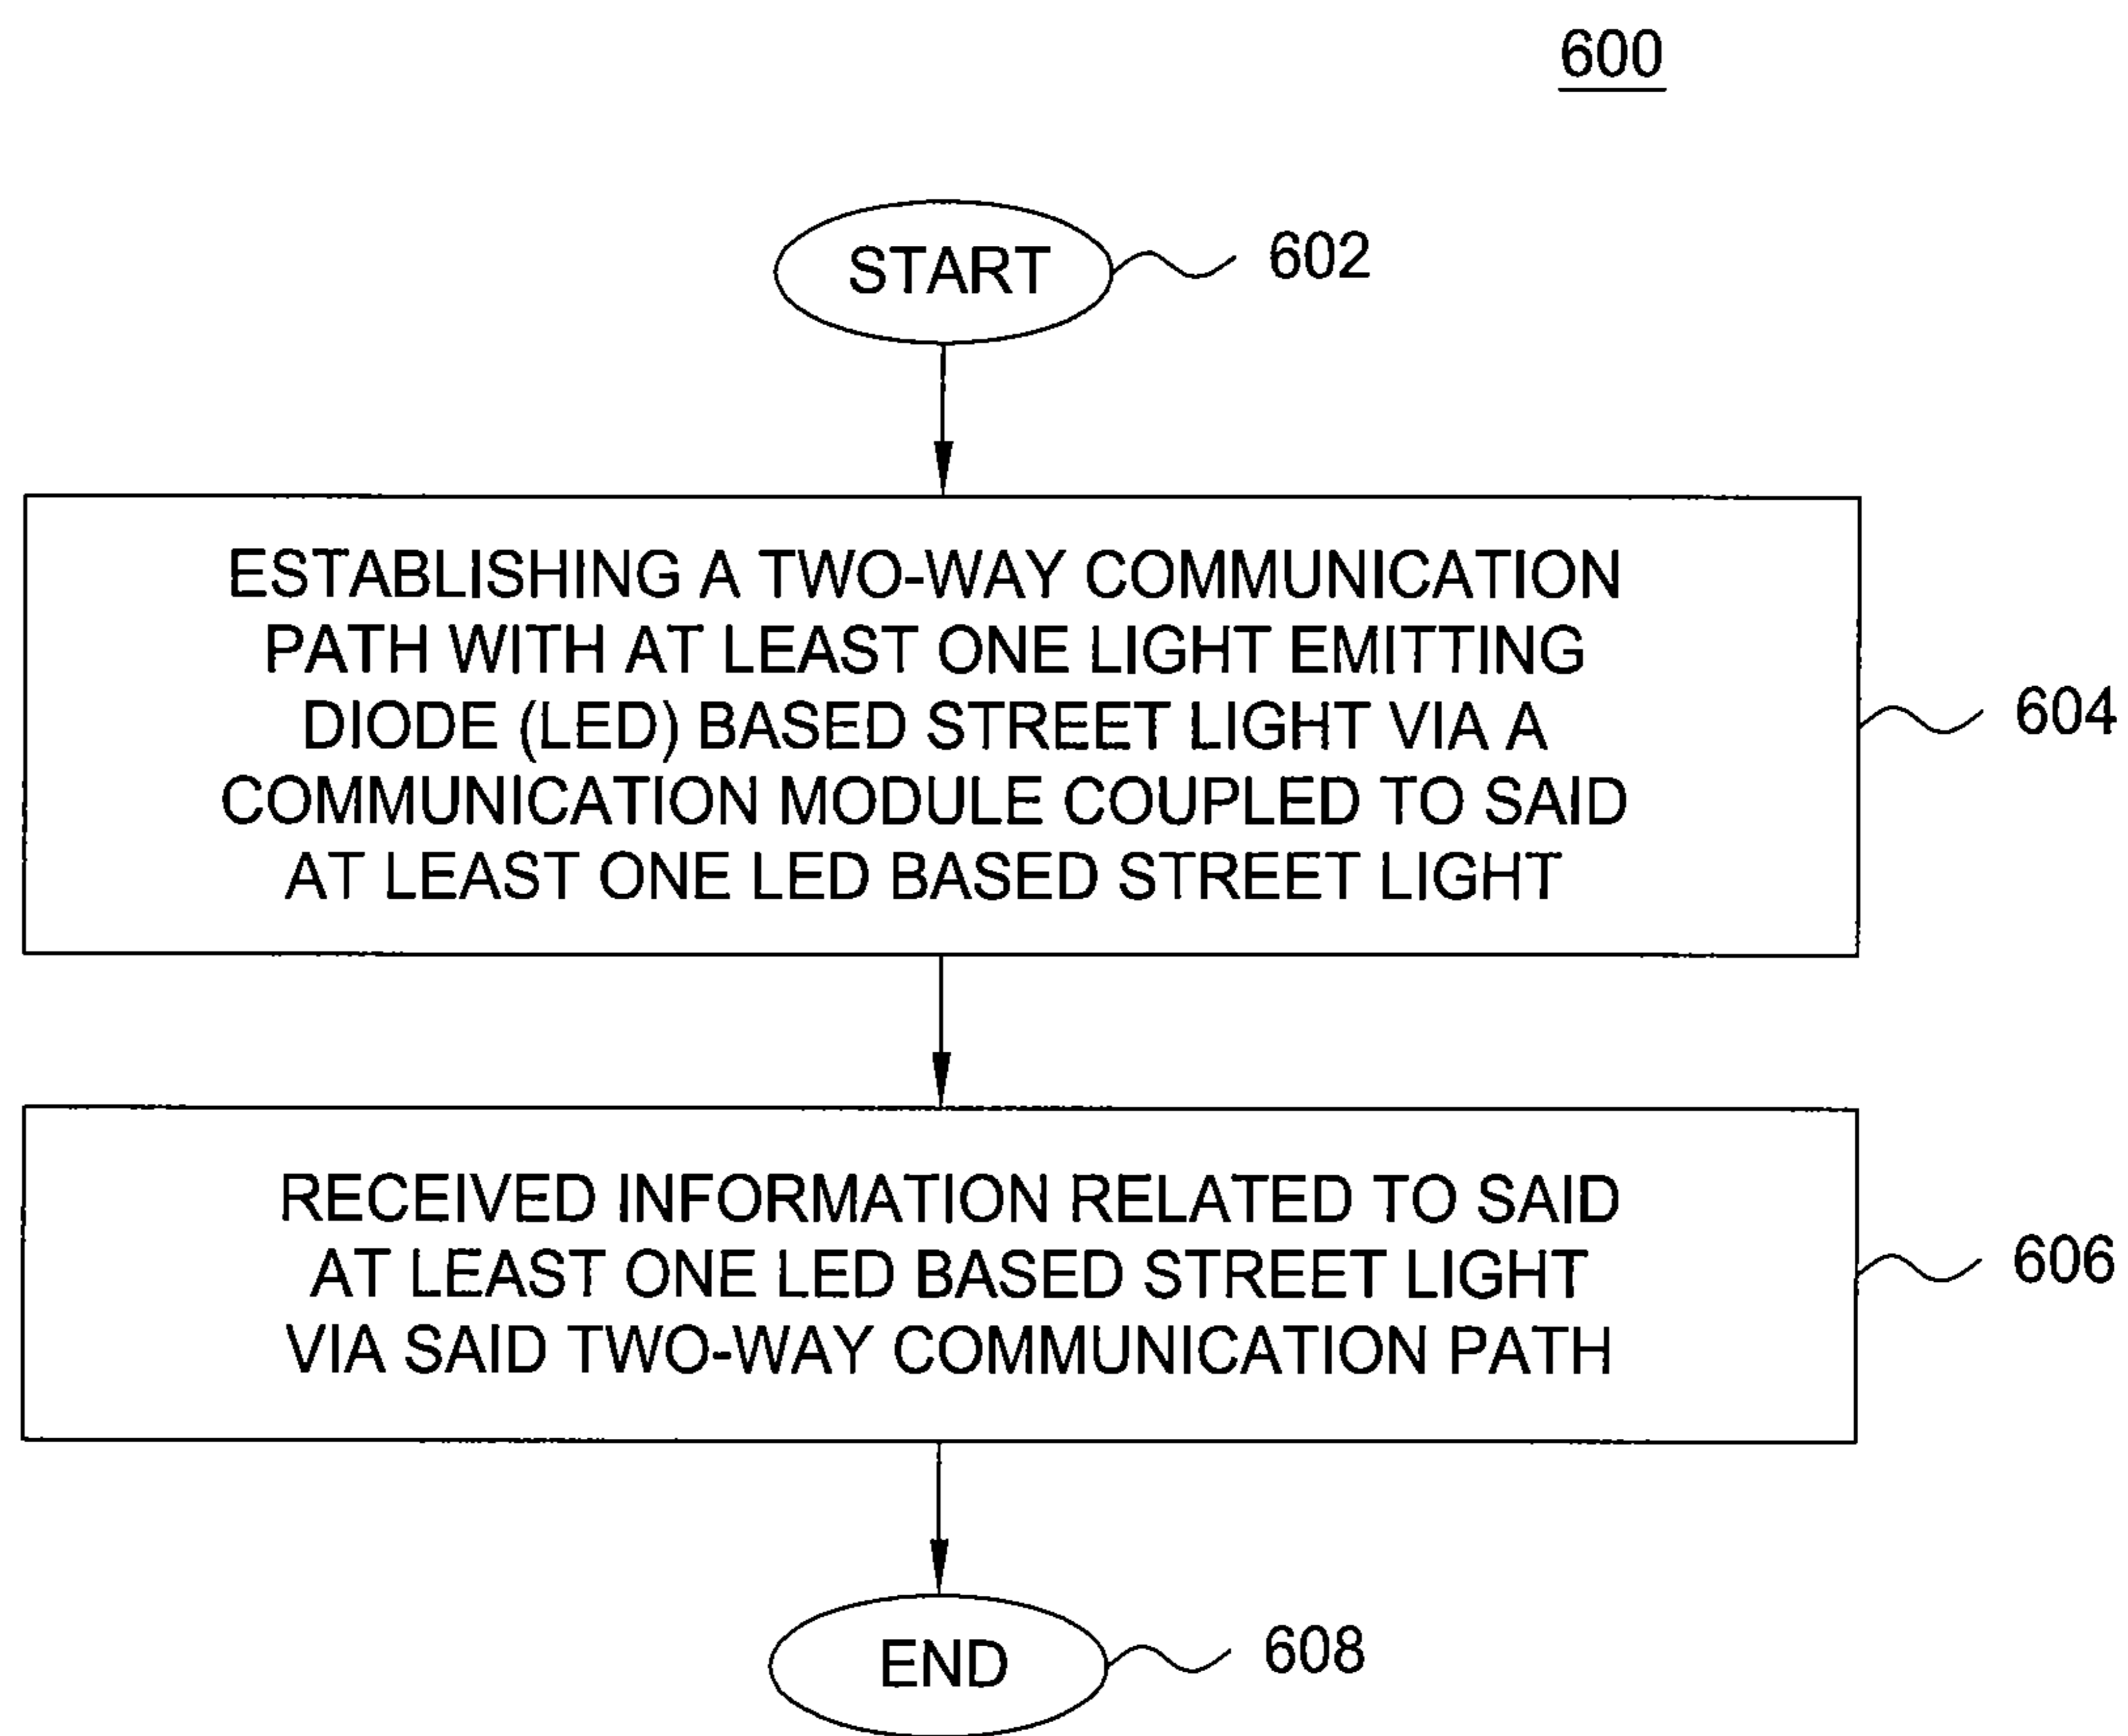 600
START
602
ESTABLISHING A TWO-WAY COMMUNICATION
PATH WITH AT LEAST ONE LIGHT EMITTING
DIODE (LED) BASED STREET LIGHT VIA A
COMMUNICATION MODULE COUPLED TO SAID
AT LEAST ONE LED BASED STREET LIGHT
604
RECEIVED INFORMATION RELATED TO SAID
AT LEAST ONE LED BASED STREET LIGHT
VIA SAID TWO-WAY COMMUNICATION PATH
606
END
608